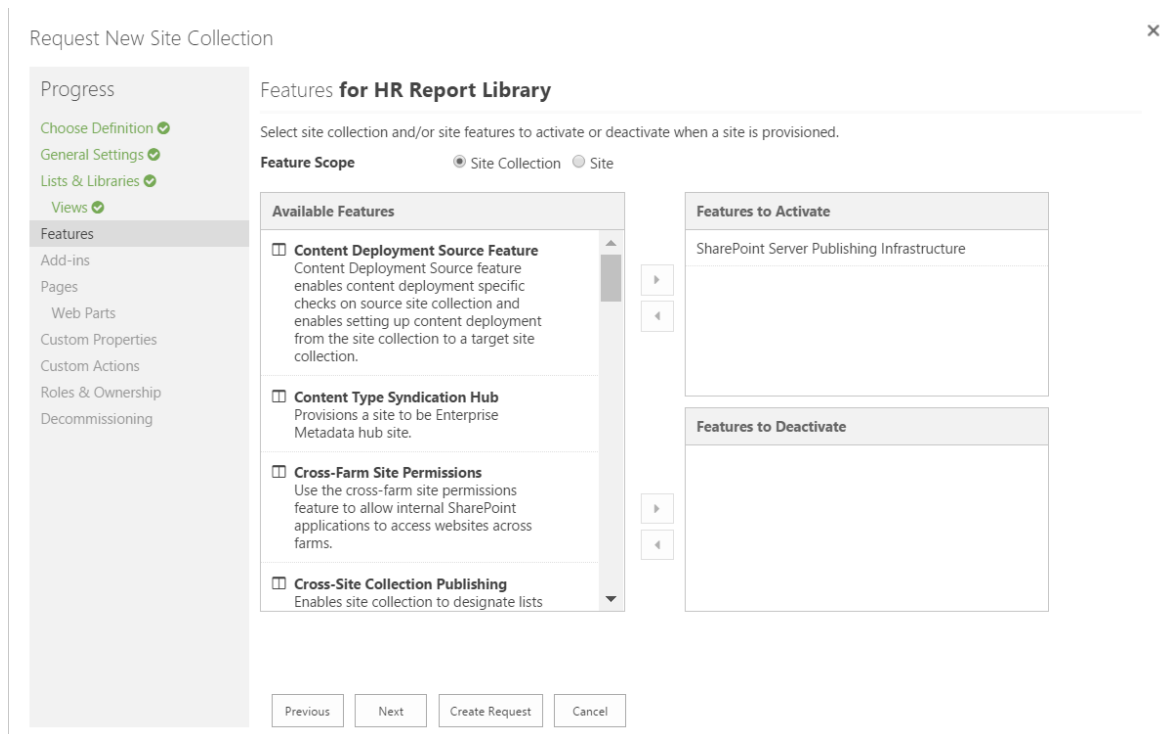 Request New Site Collection
Progress
Choose Definition
General Settings
Lists & Libraries
Views
Features
Add-ins
Pages
Web Parts
Custom Properties
Custom Actions
Roles & Ownership
Decommissioning
Features for HR Report Library
Select site collection and/or site features to activate or deactivate when a site is provisioned.
Feature Scope Site Collection Site
Available Features
Content Deployment Source Feature
Content Deployment Source feature
enables content deployment specific
checks on source site collection and
enables setting up content deployment
from the site collection to a target site
collection.
Content Type Syndication Hub
Provisions a site to be Enterprise
Metadata hub site.
Cross-Farm Site Permissions
Use the cross-farm site permissions
feature to allow internal SharePoint
applications to access websites across
farms.
Cross-Site Collection Publishing
Enables site collection to designate lists
Features to Activate
SharePoint Server Publishing Infrastructure
Features to Deactivate
Previous Next Create Request Cancel